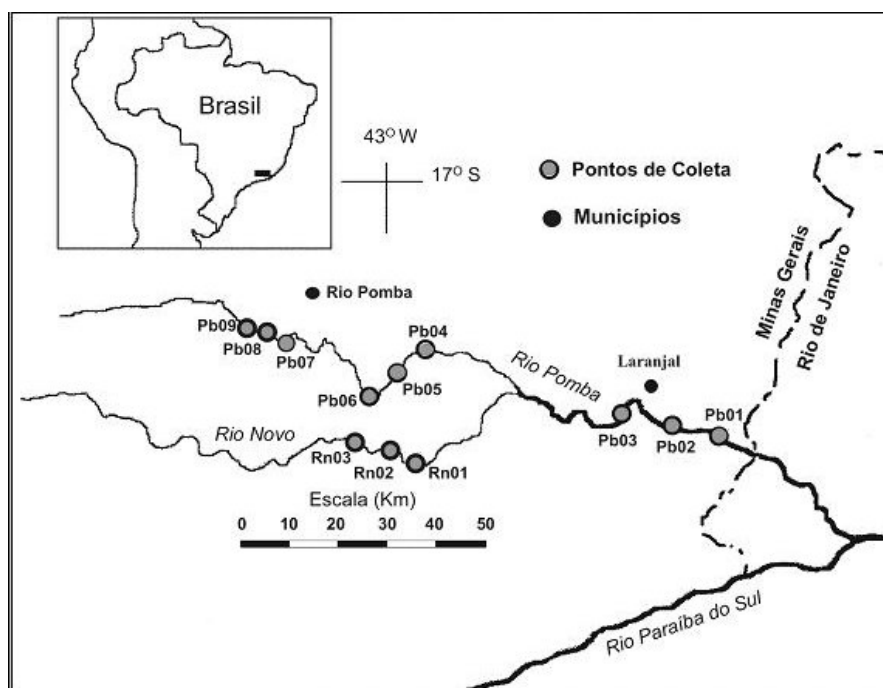 Brasil
43° W
17° S
Pontos de Coleta
Municípios
Minas Gerais
Rio de Janeiro
Rio Pomba
Pb09
Pb08
Pb07
Pb04
Pb05
Pb06
Rio Pomba
Laranjal
Pb03
Pb02
Pb01
Rio Novo
Rn03
Rn02
Rn01
Escala (Km)
0 10 20 30 40 50
Rio Paraíba do Sul